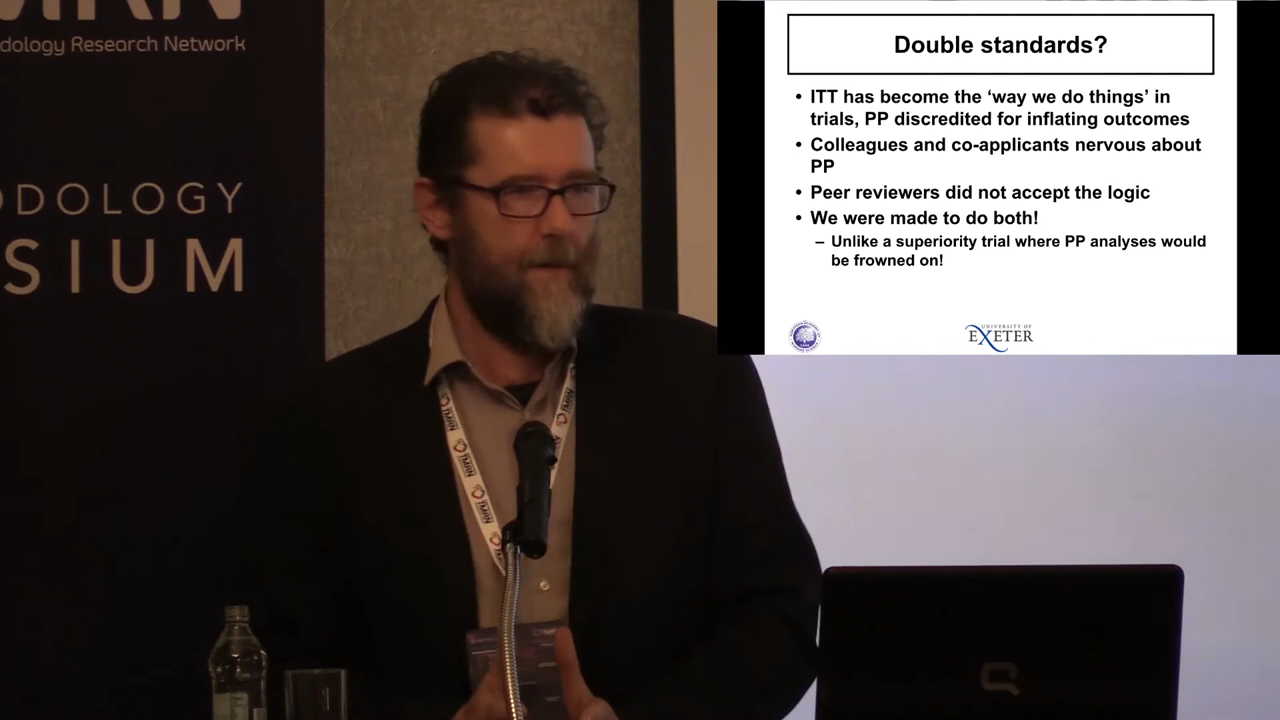 MRN
dology Research Network
ODOLOGY
SIUM
Double standards?
• ITT has become the ‘way we do things’ in
trials, PP discredited for inflating outcomes
• Colleagues and co-applicants nervous about
PP
• Peer reviewers did not accept the logic
• We were made to do both!
– Unlike a superiority trial where PP analyses would
be frowned on!
UNIVERSITY OF
EXETER